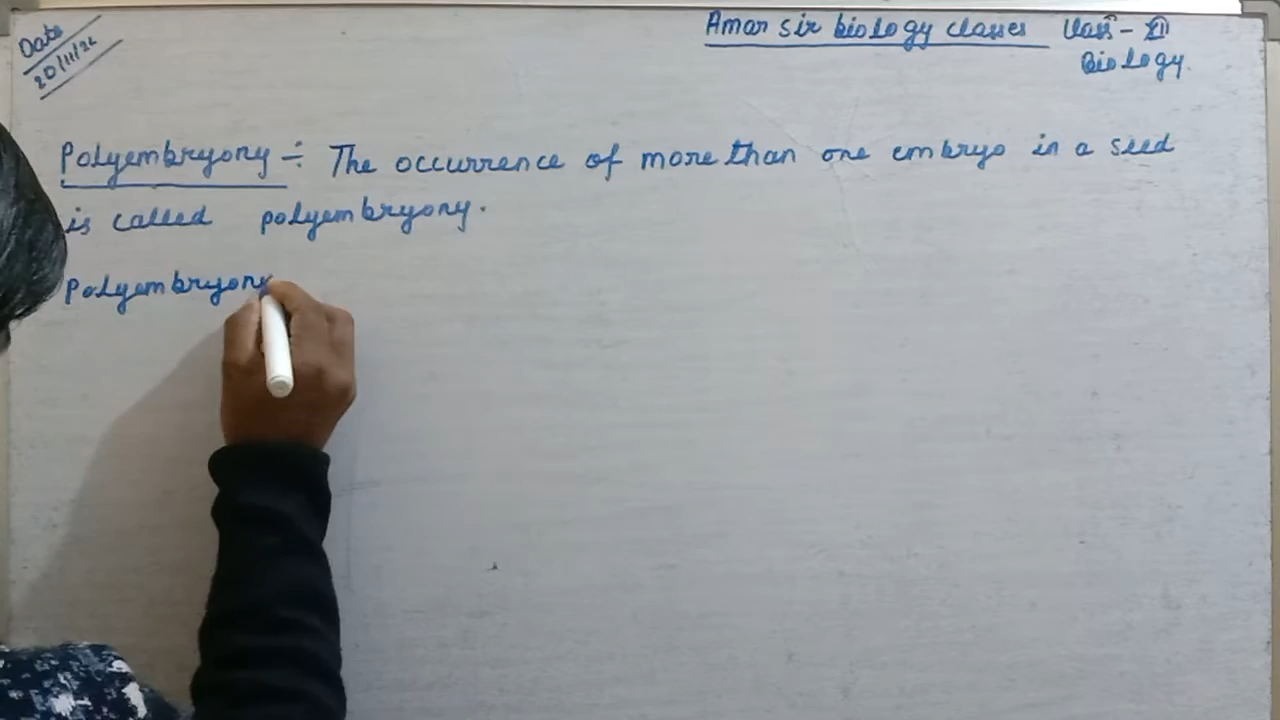 Date
20/11/24
Amar sir biology classes Class - XII
Biology.
Polyembryony ÷ The occurrence of more than one embryo in a seed
is called polyembryony.
Polyembryony